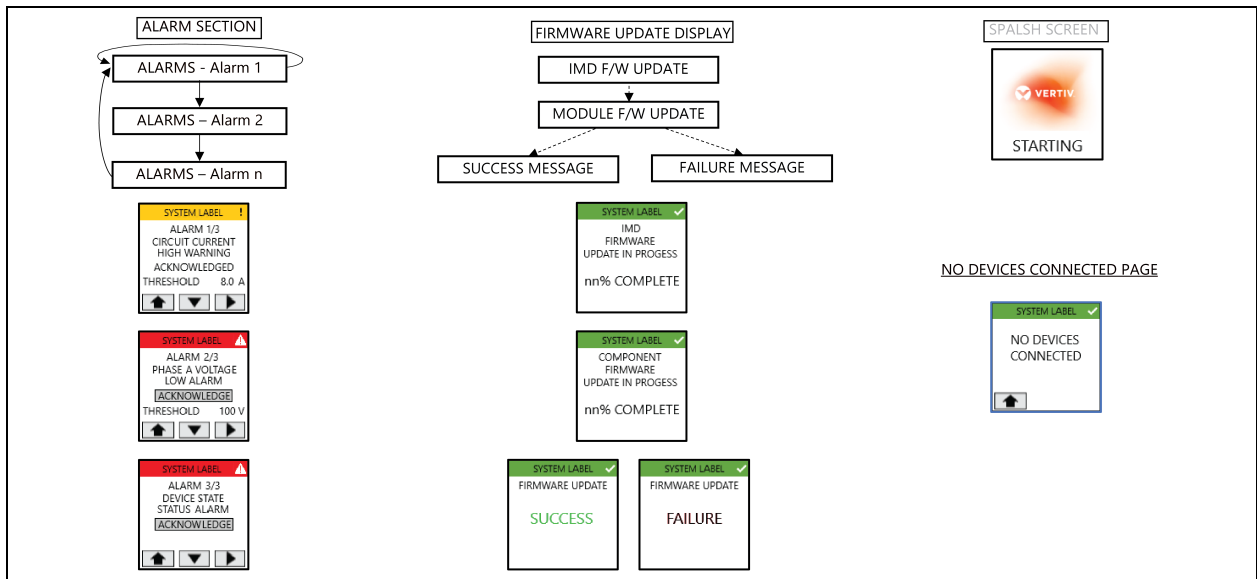 ALARM SECTION
ALARMS - Alarm 1
ALARMS – Alarm 2
ALARMS – Alarm n
SYSTEM LABEL !
ALARM 1/3
CIRCUIT CURRENT
HIGH WARNING
ACKNOWLEDGED
THRESHOLD 8.0 A
SYSTEM LABEL
ALARM 2/3
PHASE A VOLTAGE
LOW ALARM
ACKNOWLEDGE
THRESHOLD 100 V
SYSTEM LABEL
ALARM 3/3
DEVICE STATE
STATUS ALARM
ACKNOWLEDGE
FIRMWARE UPDATE DISPLAY
IMD F/W UPDATE
MODULE F/W UPDATE
SUCCESS MESSAGE
FAILURE MESSAGE
SYSTEM LABEL
IMD
FIRMWARE
UPDATE IN PROGESS
nn% COMPLETE
SYSTEM LABEL
COMPONENT
FIRMWARE
UPDATE IN PROGESS
nn% COMPLETE
SYSTEM LABEL
FIRMWARE UPDATE
SUCCESS
SYSTEM LABEL
FIRMWARE UPDATE
FAILURE
SPALSH SCREEN
VERTIV
STARTING
NO DEVICES CONNECTED PAGE
SYSTEM LABEL
NO DEVICES
CONNECTED